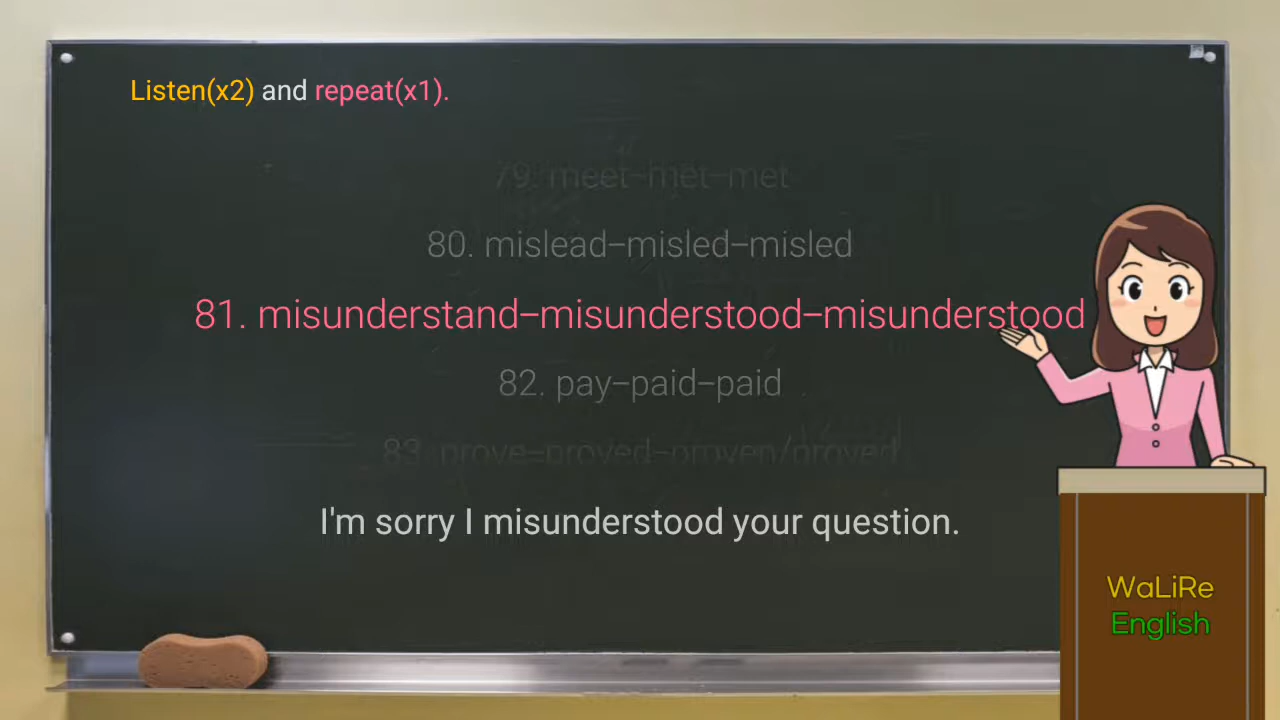 Listen(x2) and repeat(x1).
79. meet–met–met
80. mislead–misled–misled
81. misunderstand–misunderstood–misunderstood
82. pay–paid–paid
83. prove–proved–proven/proved
I'm sorry I misunderstood your question.
WaLiRe
English